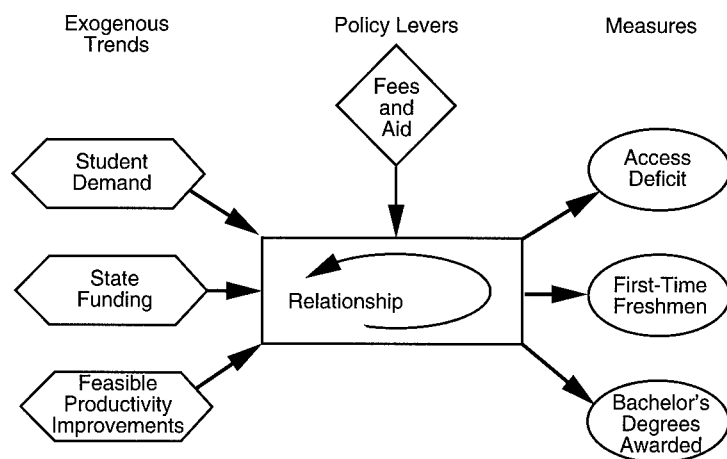 Exogenous
Trends
Policy Levers
Measures
Fees
and
Aid
Student
Demand
Access
Deficit
State
Funding
Relationship
First-Time
Freshmen
Feasible
Productivity
Improvements
Bachelor's
Degrees
Awarded